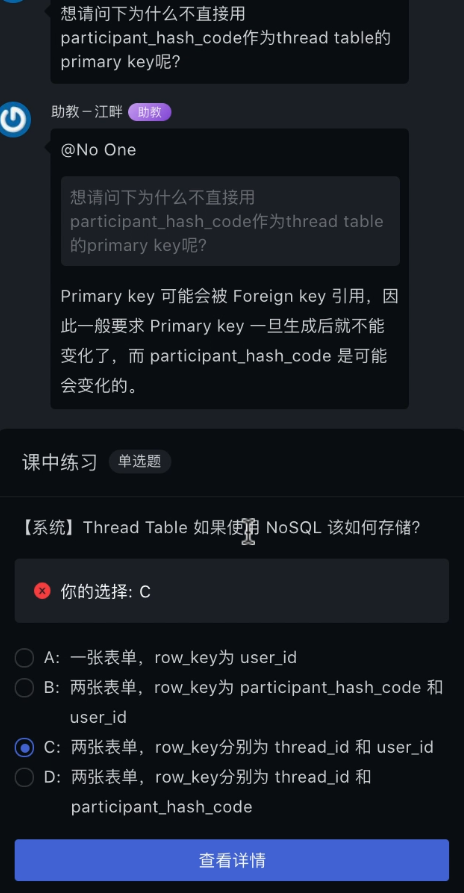 想请问下为什么不直接用
participant_hash_code作为thread table的
primary key呢?
助教－江畔 助教
@No One
想请问下为什么不直接用
participant_hash_code作为thread table
的primary key呢?
Primary key 可能会被 Foreign key 引用，因
此一般要求 Primary key 一旦生成后就不能
变化了，而 participant_hash_code 是可能
会变化的。
课中练习 单选题
【系统】Thread Table 如果使用 NoSQL 该如何存储?
你的选择: C
A: 一张表单，row_key为 user_id
B: 两张表单，row_key为 participant_hash_code 和
user_id
C: 两张表单，row_key分别为 thread_id 和 user_id
D: 两张表单，row_key分别为 thread_id 和
participant_hash_code
查看详情